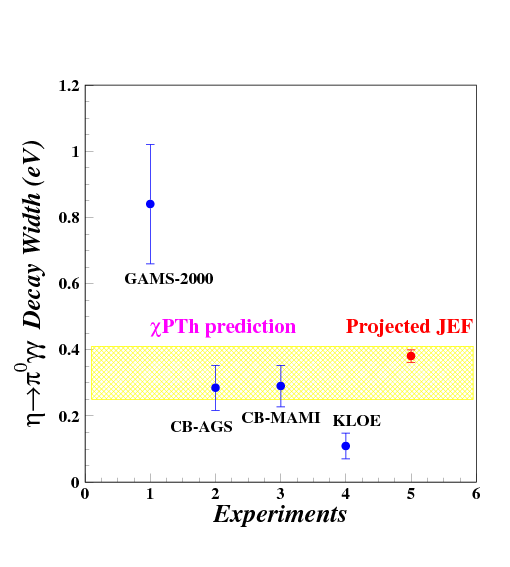 1.2
1
0.8
0.6
0.4
0.2
0
η→π⁰γγ Decay Width (eV)
GAMS-2000
χPTh prediction
Projected JEF
CB-AGS
CB-MAMI
KLOE
0 1 2 3 4 5 6
Experiments